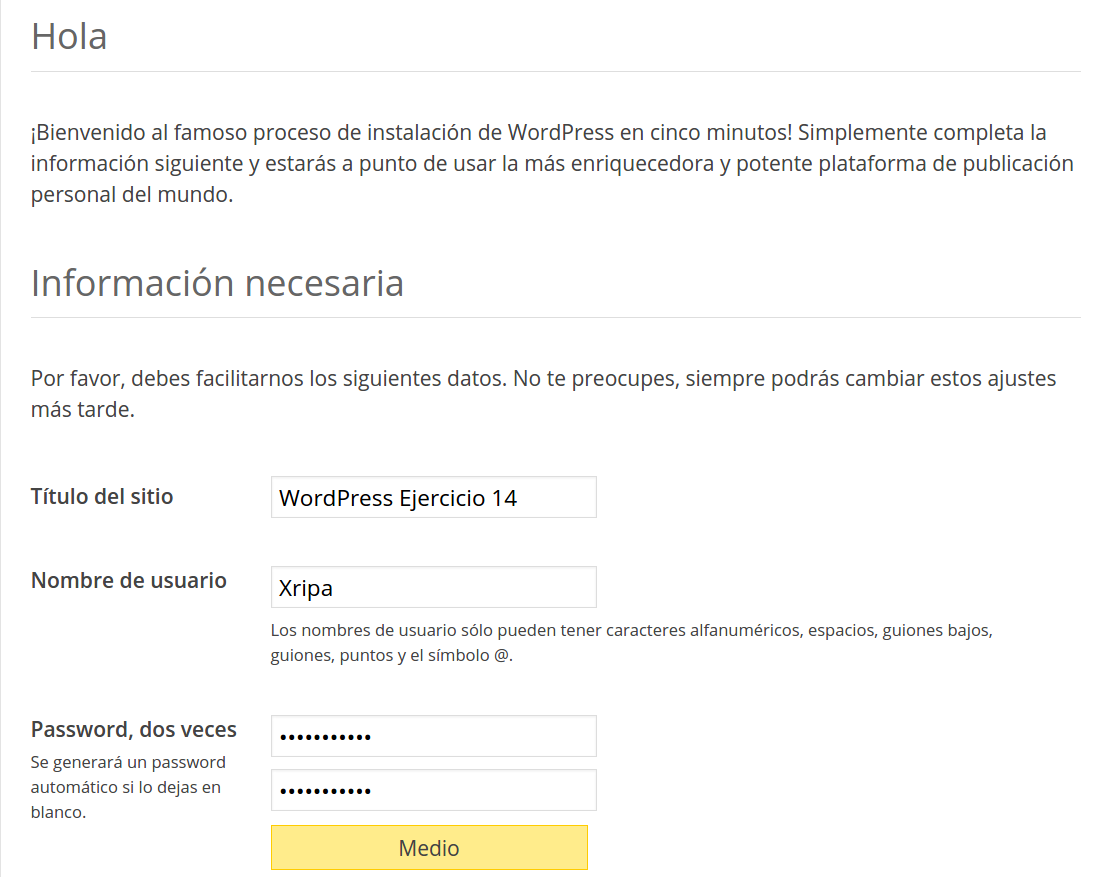 Hola
¡Bienvenido al famoso proceso de instalación de WordPress en cinco minutos! Simplemente completa la
información siguiente y estarás a punto de usar la más enriquecedora y potente plataforma de publicación
personal del mundo.
Información necesaria
Por favor, debes facilitarnos los siguientes datos. No te preocupes, siempre podrás cambiar estos ajustes
más tarde.
Título del sitio
WordPress Ejercicio 14
Nombre de usuario
Xripa
Los nombres de usuario sólo pueden tener caracteres alfanuméricos, espacios, guiones bajos,
guiones, puntos y el símbolo @.
Password, dos veces
•••••••••••
Se generará un password
automático si lo dejas en
blanco.
•••••••••••
Medio